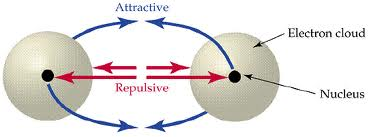 Attractive
Electron cloud
Repulsive
Nucleus